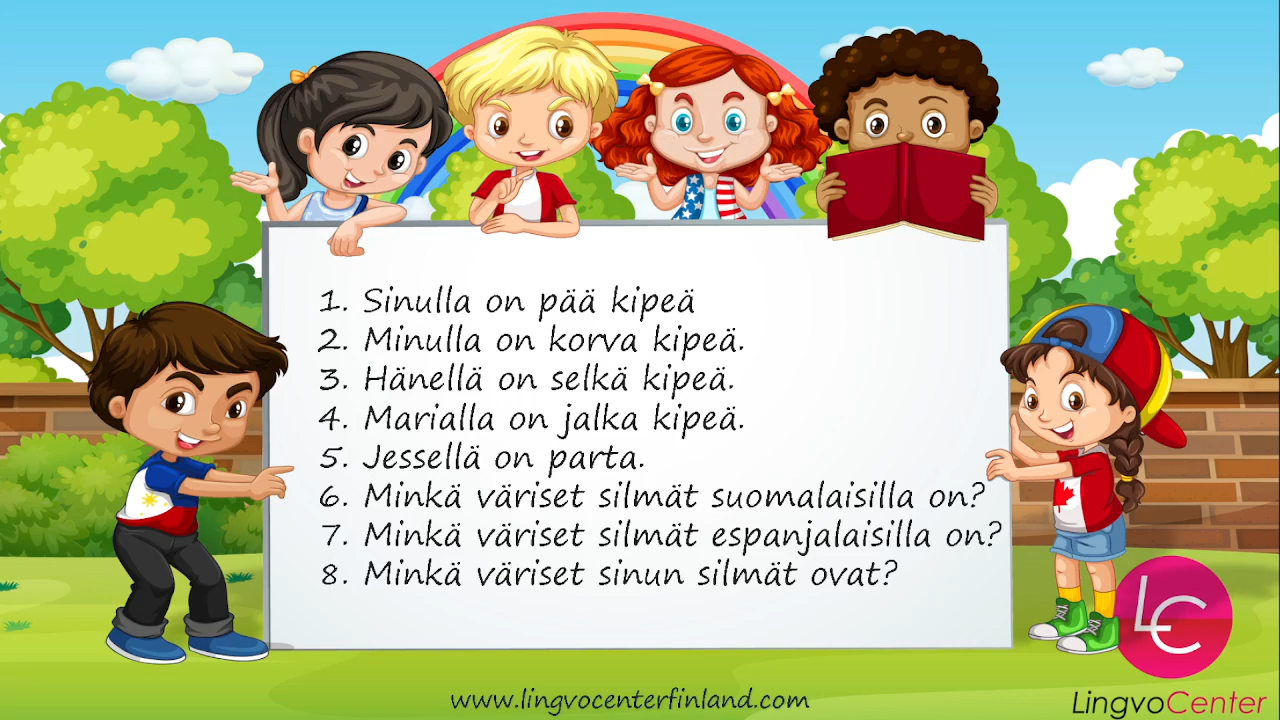 1. Sinulla on pää kipeä
2. Minulla on korva kipeä.
3. Hänellä on selkä kipeä.
4. Marialla on jalka kipeä.
5. Jessellä on parta.
6. Minkä väriset silmät suomalaisilla on?
7. Minkä väriset silmät espanjalaisilla on?
8. Minkä väriset sinun silmät ovat?
LC
LingvoCenter
www.lingvocenterfinland.com